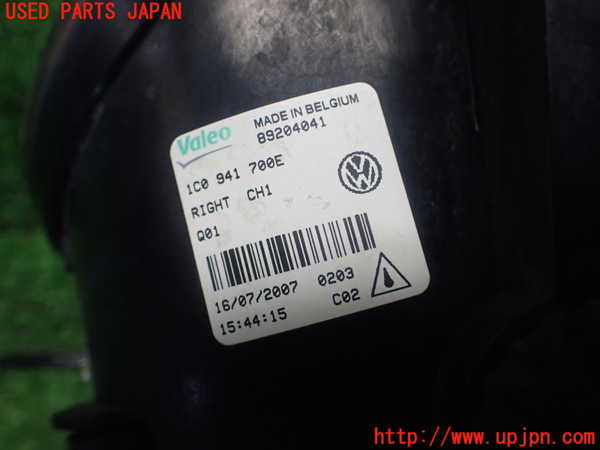 USED PARTS JAPAN
Valeo
MADE IN BELGIUM
89204041
1C0 941 700E
RIGHT CH1
Q01
16/07/2007 0203
15:44:15 C02
http://www.upjpn.com/